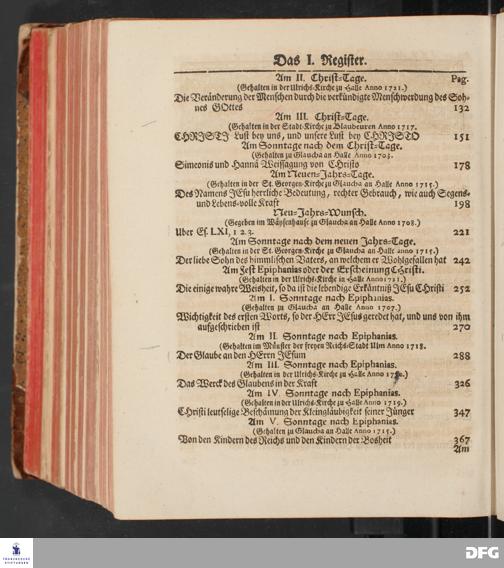 Das I. Register.
Am II. Christ-Tage. Pag.
(Gehalten in der Ulrichs-Kirche zu Halle Anno 1721.)
Die Veränderung der Menschen durch die verkündigte Menschwerdung des Soh-
nes GOttes 132
Am III. Christ-Tage.
(Gehalten in der Stadt-Kirche zu Blaubeuren Anno 1717.
CHRISTI Lust bey uns, und unsere Lust bey CHRISTO 151
Am Sonntage nach dem Christ-Tage.
(Gehalten zu Glaucha an Halle Anno 1703.
Simeonis und Hannä Weissagung von Christo 178
Am Neuen-Jahrs-Tage.
(Gehalten in der St. Georgen-Kirche zu Glaucha an Halle Anno 1715.)
Des Namens JEsu herrliche Bedeutung, rechter Gebrauch, wie auch Segens-
und Lebens-volle Kraft 198
Neu-Jahrs-Wunsch.
(Gegeben im Wäysenhause zu Glaucha an Halle Anno 1708.)
Uber Es. LXI, 1 2 3. 221
Am Sonntage nach dem neuen Jahrs-Tage.
(Gehalten in der St. Georgen-Kirche zu Glaucha an Halle Anno 1715.)
Der liebe Sohn des himmlischen Vaters, an welchem er Wohlgefallen hat 242
Am Fest Epiphanias oder der Erscheinung CHristi.
(Gehalten in der Ulrichs-Kirche in Halle Anno 1721.)
Die einige wahre Weisheit, so da ist die lebendige Erkäntniß JEsu CHristi 252
Am I. Sonntage nach Epiphanias.
(Gehalten zu Glaucha an Halle Anno 1707.)
Wichtigkeit des ersten Worts, so der HErr JEsus geredet hat, und uns von ihm
aufgeschrieben ist 270
Am II. Sonntage nach Epiphanias.
(Gehalten im Münster der freyen Reichs-Stadt Ulm Anno 1718.
Der Glaube an den HErrn JEsum 288
Am III. Sonntage nach Epiphanias.
(Gehalten in der Ulrichs-Kirche zu Halle Anno
Das Werck des Glaubens in der Kraft 326
Am IV. Sonntage nach Epiphanias.
(Gehalten in der Ulrichs-Kirche zu Halle Anno 1719.)
CHristi leutselige Beschämung der Kleingläubigkeit seiner Jünger 347
Am V. Sonntage nach Epiphanias.
(Gehalten zu Glaucha an Halle Anno 1715.)
Von den Kindern des Reichs und den Kindern der Bosheit 367
Am
FRANCKESCHE STIFTUNGEN
DFG